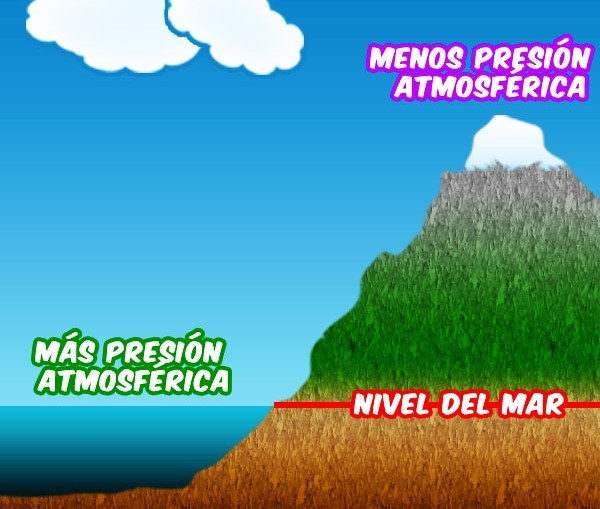 MENOS PRESIÓN
ATMOSFÉRICA
MÁS PRESIÓN
ATMOSFÉRICA
NIVEL DEL MAR